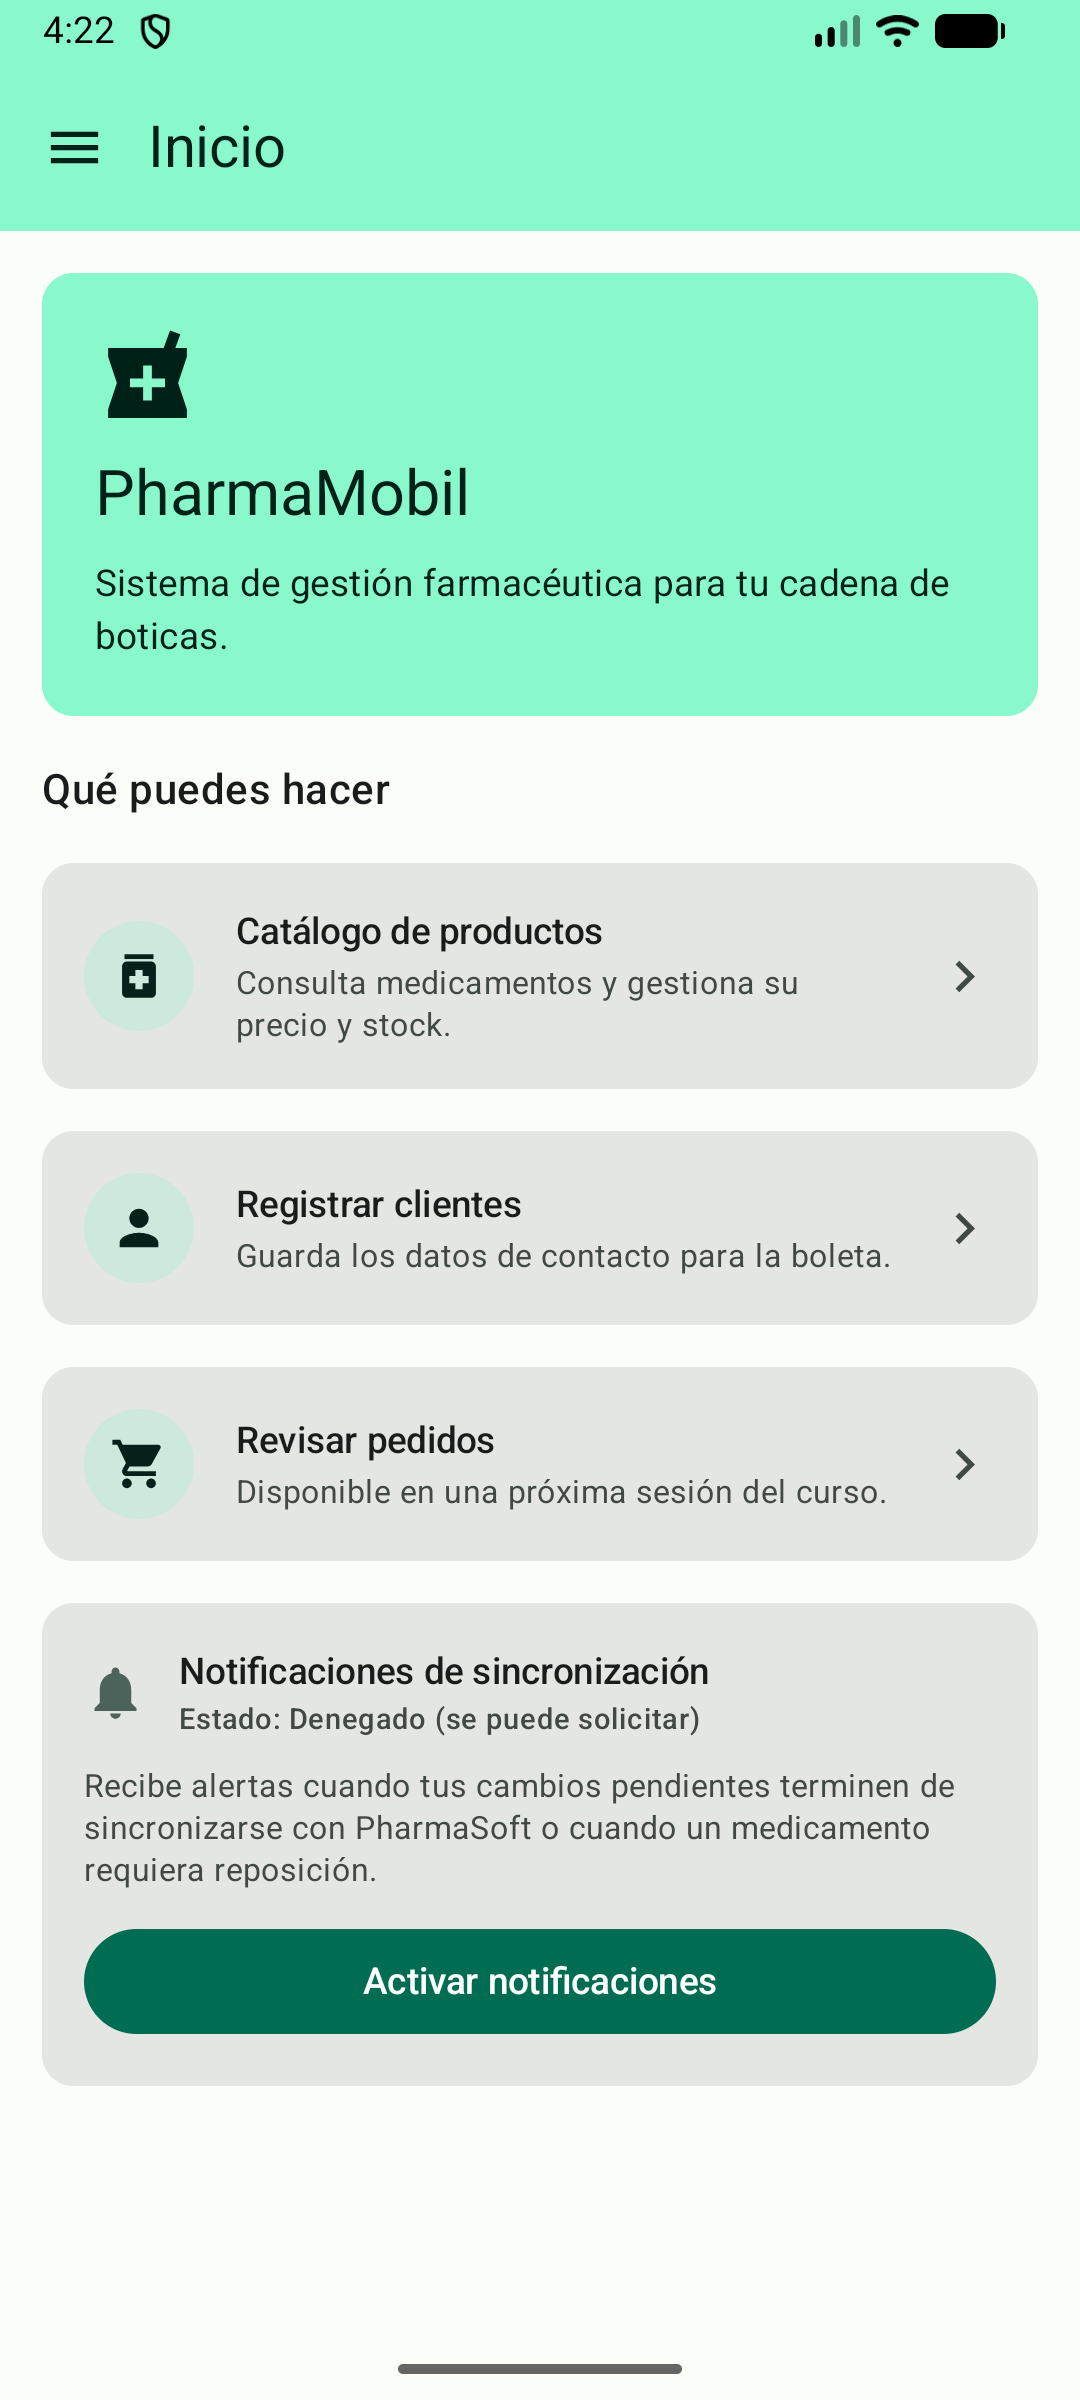 4:22
Inicio
PharmaMobil
Sistema de gestión farmacéutica para tu cadena de
boticas.
Qué puedes hacer
Catálogo de productos
Consulta medicamentos y gestiona su
precio y stock.
Registrar clientes
Guarda los datos de contacto para la boleta.
Revisar pedidos
Disponible en una próxima sesión del curso.
Notificaciones de sincronización
Estado: Denegado (se puede solicitar)
Recibe alertas cuando tus cambios pendientes terminen de
sincronizarse con PharmaSoft o cuando un medicamento
requiera reposición.
Activar notificaciones